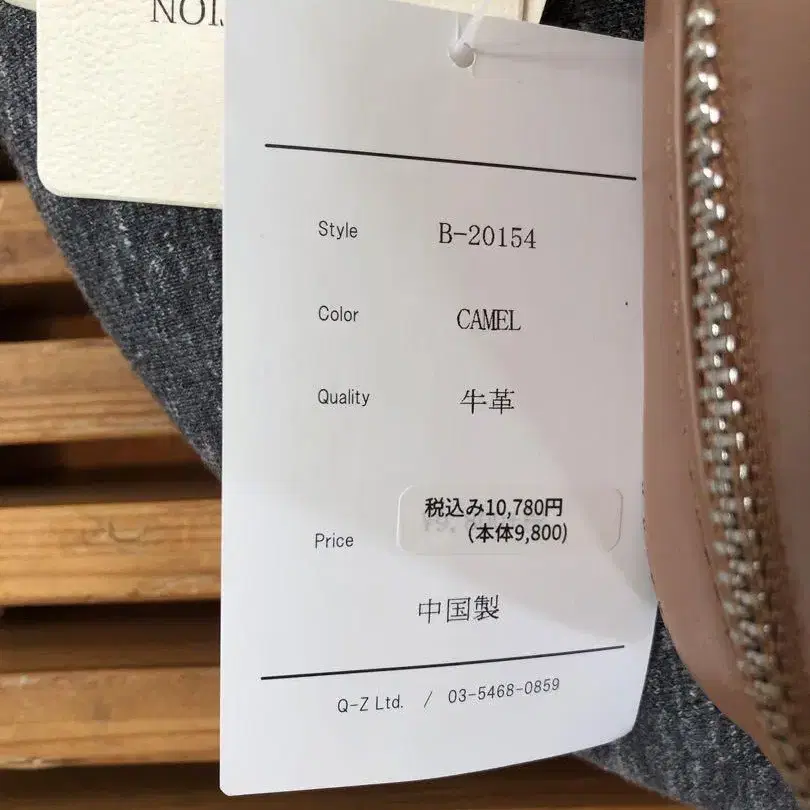 NOI
Style B-20154
Color CAMEL
Quality 牛革
税込み10,780円
Price (本体9,800)
中国製
Q-Z Ltd. / 03-5468-0859